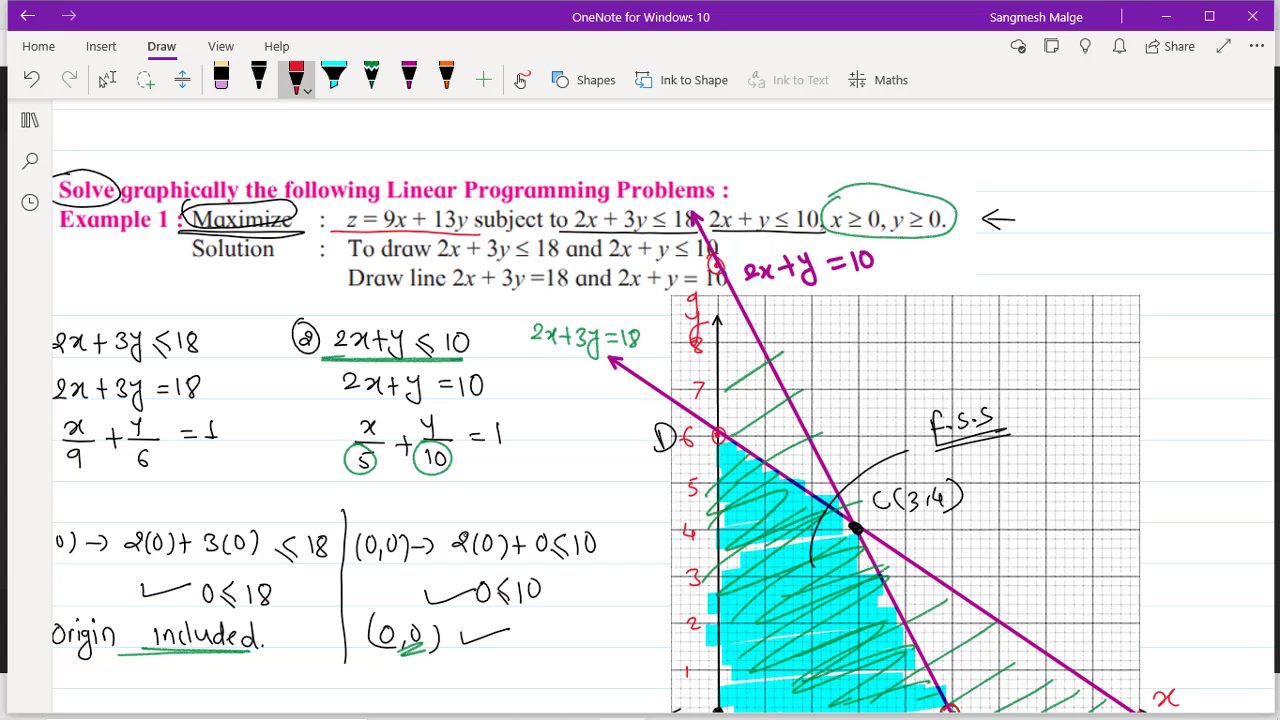 OneNote for Windows 10
Sangmesh Malge
Home Insert Draw View Help
Share
Shapes
Ink to Shape
Ink to Text
Maths
Solve graphically the following Linear Programming Problems :
Example 1 : Maximize : z = 9x + 13y subject to 2x + 3y ≤ 18, 2x + y ≤ 10, x ≥ 0, y ≥ 0.
Solution : To draw 2x + 3y ≤ 18 and 2x + y ≤ 10
Draw line 2x + 3y =18 and 2x + y = 10
2x+y=10
2x+3y=18
2x+3y ≤ 18
2x+3y = 18
x/9 + y/6 = 1
② 2x+y ≤ 10
2x+y = 10
x/5 + y/10 = 1
0) → 2(0)+3(0) ≤ 18
✓ 0 ≤ 18
Origin included.
(0,0) → 2(0)+0 ≤ 10
✓ 0 ≤ 10
(0,0) ✓
9
y
8
7
D 6
5
4
3
2
1
F.S.S
C(3,4)
x